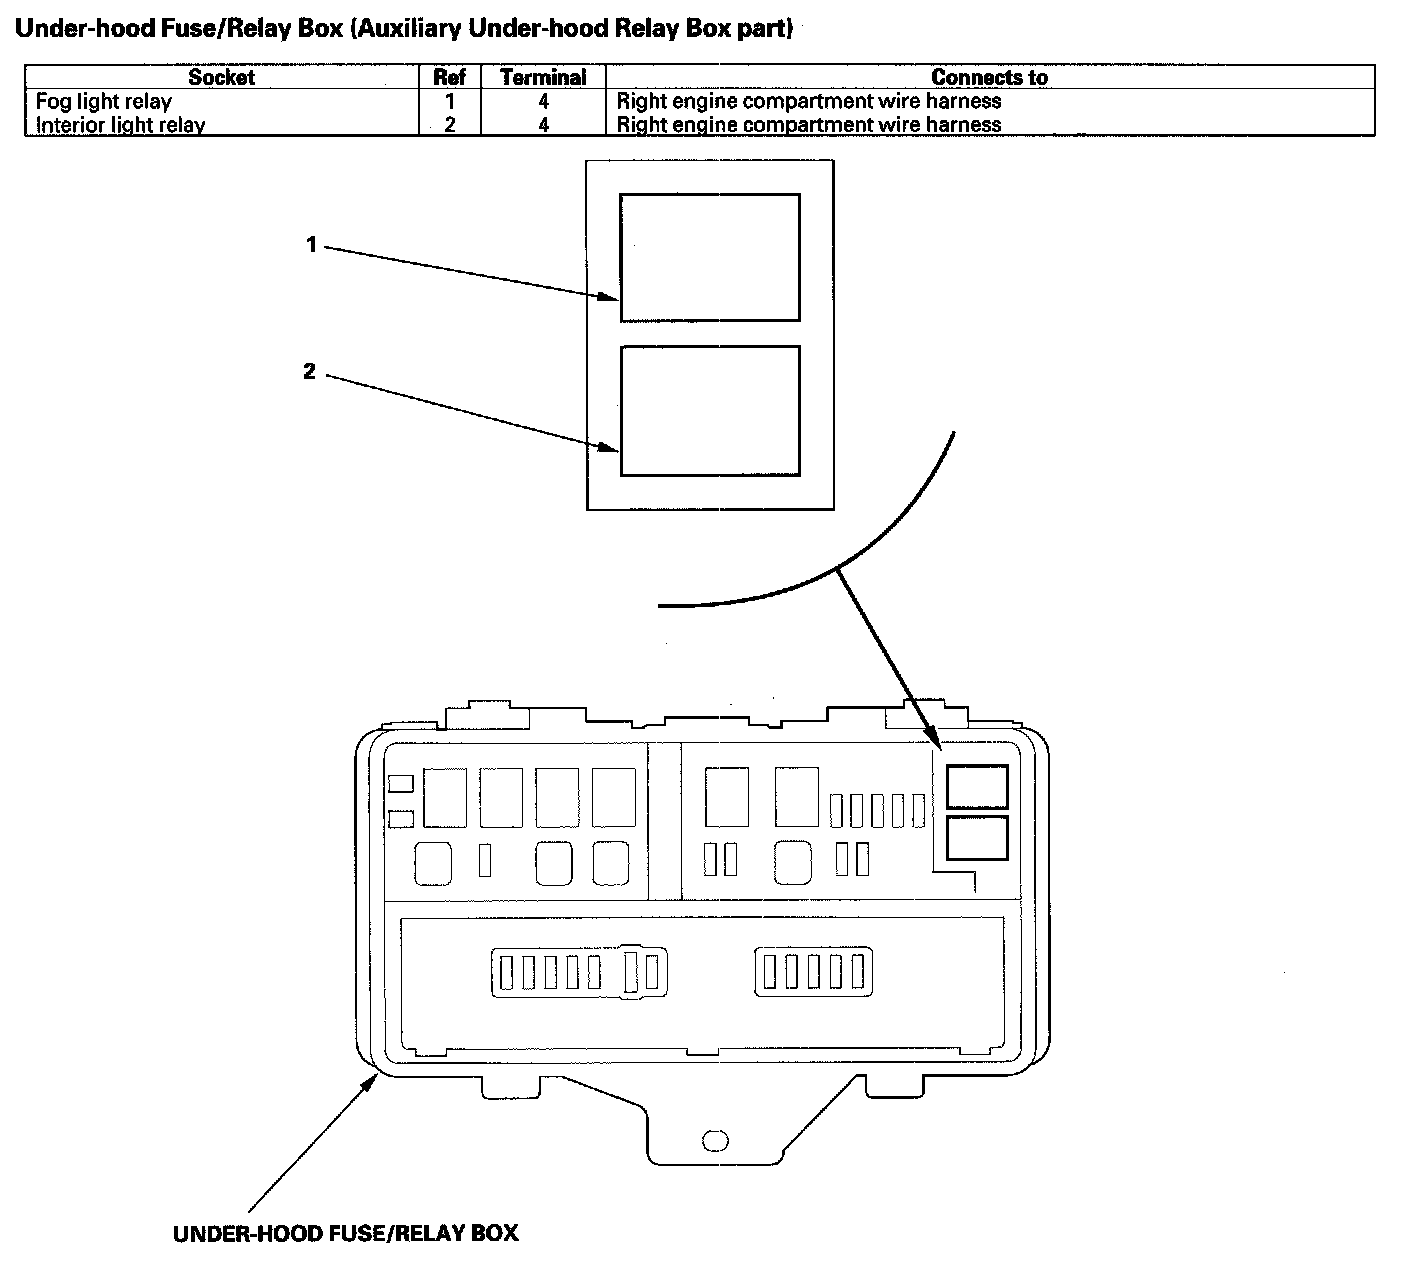 Under-hood Fuse/Relay Box (Auxiliary Under-hood Relay Box part)
Socket Ref Terminal Connects to
Fog light relay 1 4 Right engine compartment wire harness
Interior light relay 2 4 Right engine compartment wire harness
1
2
UNDER-HOOD FUSE/RELAY BOX